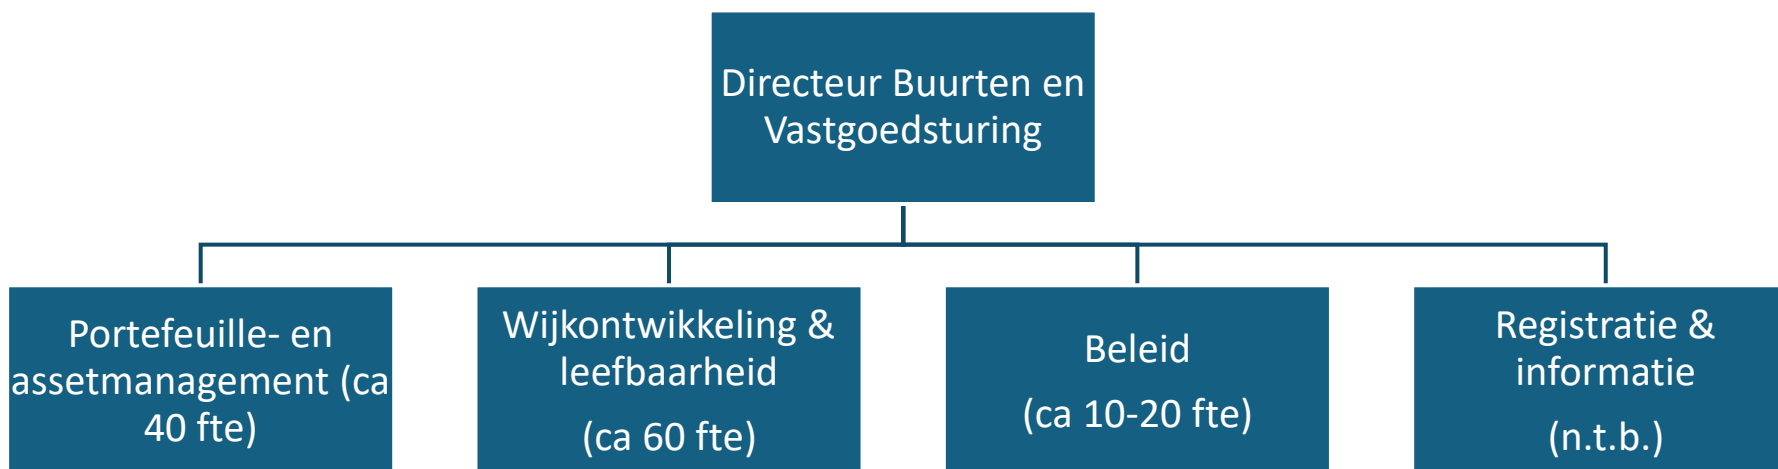 Directeur Buurten en
Vastgoedsturing
Portefeuille- en
assetmanagement (ca
40 fte)
Wijkontwikkeling &
leefbaarheid
(ca 60 fte)
Beleid
(ca 10-20 fte)
Registratie &
informatie
(n.t.b.)